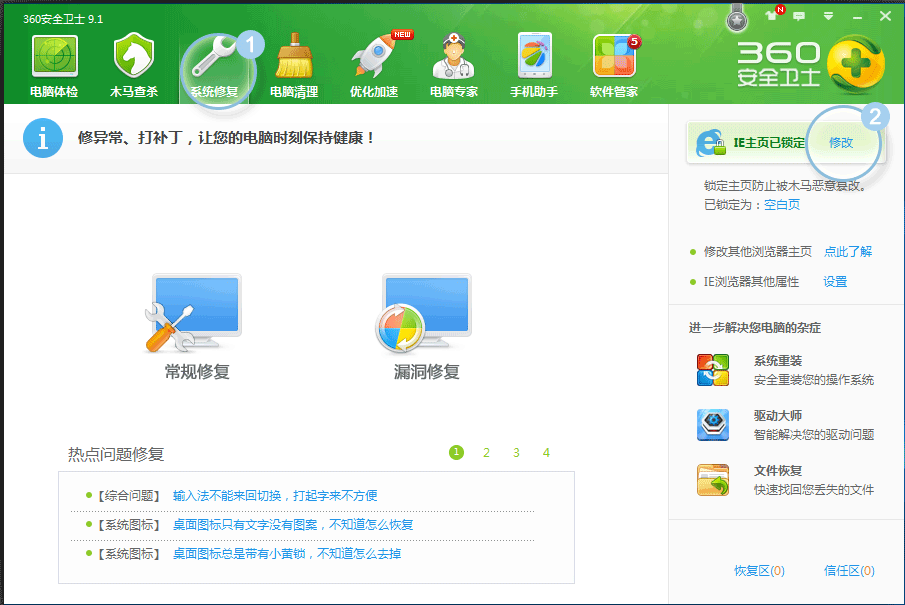 360安全卫士 9.1
N
电脑体检
木马查杀
系统修复
1
电脑清理
NEW
优化加速
电脑专家
手机助手
5
软件管家
360
安全卫士
i
修异常、打补丁，让您的电脑时刻保持健康！
IE主页已锁定
修改
2
锁定主页防止被木马恶意篡改。
已锁定为：空白页
修改其他浏览器主页 点此了解
IE浏览器其他属性 设置
进一步解决您电脑的杂症
系统重装
安全重装您的操作系统
驱动大师
智能解决您的驱动问题
文件恢复
快速找回您丢失的文件
常规修复
漏洞修复
热点问题修复
1 2 3 4
【综合问题】 输入法不能来回切换，打起字来不方便
【系统图标】 桌面图标只有文字没有图案，不知道怎么恢复
【系统图标】 桌面图标总是带有小黄锁，不知道怎么去掉
恢复区(0) 信任区(0)